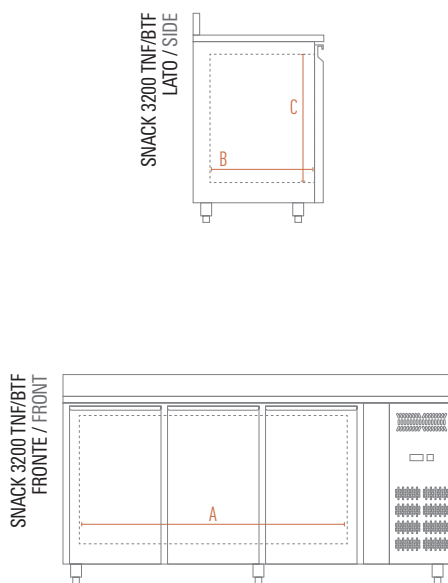 SNACK 3200 TNF/BTF
LATO / SIDE
C
B
SNACK 3200 TNF/BTF
FRONTE / FRONT
A